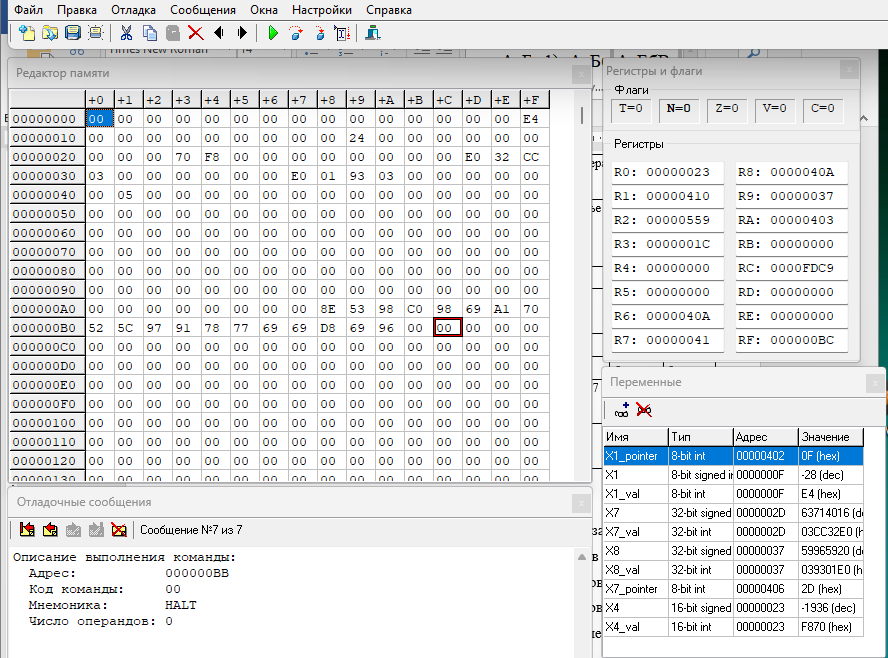 Файл Правка Отладка Сообщения Окна Настройки Справка
Times New Roman 14
Редактор памяти
+0 +1 +2 +3 +4 +5 +6 +7 +8 +9 +A +B +C +D +E +F
00000000 00 00 00 00 00 00 00 00 00 00 00 00 00 00 00 E4
00000010 00 00 00 00 00 00 00 00 00 24 00 00 00 00 00 00
00000020 00 00 00 70 F8 00 00 00 00 00 00 00 00 E0 32 CC
00000030 03 00 00 00 00 00 00 E0 01 93 03 00 00 00 00 00
00000040 00 05 00 00 00 00 00 00 00 00 00 00 00 00 00 00
00000050 00 00 00 00 00 00 00 00 00 00 00 00 00 00 00 00
00000060 00 00 00 00 00 00 00 00 00 00 00 00 00 00 00 00
00000070 00 00 00 00 00 00 00 00 00 00 00 00 00 00 00 00
00000080 00 00 00 00 00 00 00 00 00 00 00 00 00 00 00 00
00000090 00 00 00 00 00 00 00 00 00 00 00 00 00 00 00 00
000000A0 00 00 00 00 00 00 00 00 8E 53 98 C0 98 69 A1 70
000000B0 52 5C 97 91 78 77 69 69 D8 69 96 00 00 00 00 00
000000C0 00 00 00 00 00 00 00 00 00 00 00 00 00 00 00 00
000000D0 00 00 00 00 00 00 00 00 00 00 00 00 00 00 00 00
000000E0 00 00 00 00 00 00 00 00 00 00 00 00 00 00 00 00
000000F0 00 00 00 00 00 00 00 00 00 00 00 00 00 00 00 00
00000100 00 00 00 00 00 00 00 00 00 00 00 00 00 00 00 00
00000110 00 00 00 00 00 00 00 00 00 00 00 00 00 00 00 00
00000120 00 00 00 00 00 00 00 00 00 00 00 00 00 00 00 00
00000130 00 00 00 00 00 00 00 00 00 00 00 00 00 00 00 00
Регистры и флаги
Флаги
T=0 N=0 Z=0 V=0 C=0
Регистры
R0: 00000023 R8: 0000040A
R1: 00000410 R9: 00000037
R2: 00000559 RA: 00000403
R3: 0000001C RB: 00000000
R4: 00000000 RC: 0000FDC9
R5: 00000000 RD: 00000000
R6: 0000040A RE: 00000000
R7: 00000041 RF: 000000BC
Переменные
Имя Тип Адрес Значение
X1_pointer 8-bit int 00000402 0F (hex)
X1 8-bit signed i 0000000F -28 (dec)
X1_val 8-bit int 0000000F E4 (hex)
X7 32-bit signed 0000002D 63714016 (de
X7_val 32-bit int 0000002D 03CC32E0 (h
X8 32-bit signed 00000037 59965920 (de
X8_val 32-bit int 00000037 039301E0 (h
X7_pointer 8-bit int 00000406 2D (hex)
X4 16-bit signed 00000023 -1936 (dec)
X4_val 16-bit int 00000023 F870 (hex)
Отладочные сообщения
Сообщение №7 из 7
Описание выполнения команды:
Адрес: 000000BB
Код команды: 00
Мнемоника: HALT
Число операндов: 0